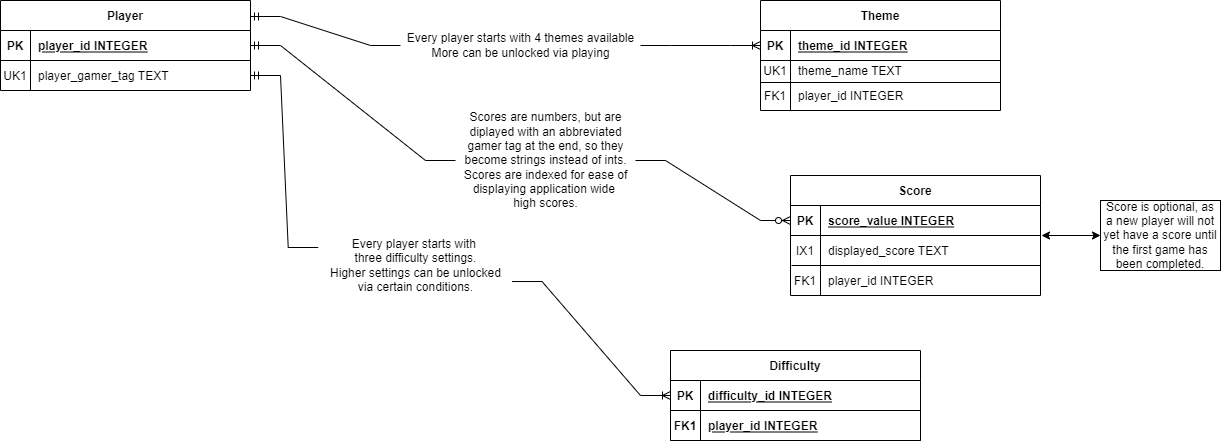 Player
PK player_id INTEGER
UK1 player_gamer_tag TEXT
Every player starts with 4 themes available
More can be unlocked via playing
Theme
PK theme_id INTEGER
UK1 theme_name TEXT
FK1 player_id INTEGER
Scores are numbers, but are
diplayed with an abbreviated
gamer tag at the end, so they
become strings instead of ints.
Scores are indexed for ease of
displaying application wide
high scores.
Score
PK score_value INTEGER
IX1 displayed_score TEXT
FK1 player_id INTEGER
Score is optional, as
a new player will not
yet have a score until
the first game has
been completed.
Every player starts with
three difficulty settings.
Higher settings can be unlocked
via certain conditions.
Difficulty
PK difficulty_id INTEGER
FK1 player_id INTEGER